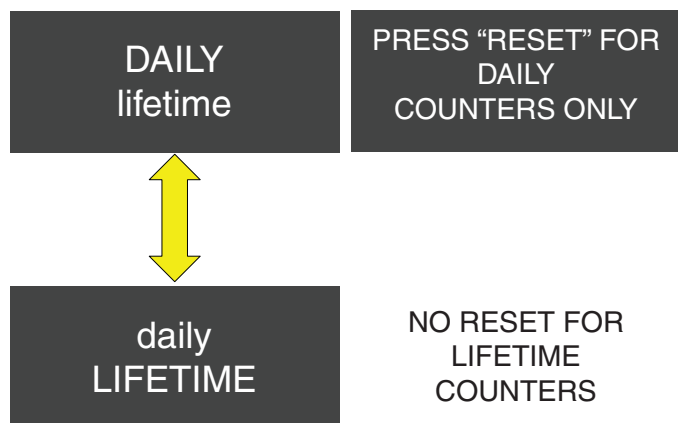 DAILY
lifetime
PRESS “RESET” FOR
DAILY
COUNTERS ONLY
daily
LIFETIME
NO RESET FOR
LIFETIME
COUNTERS